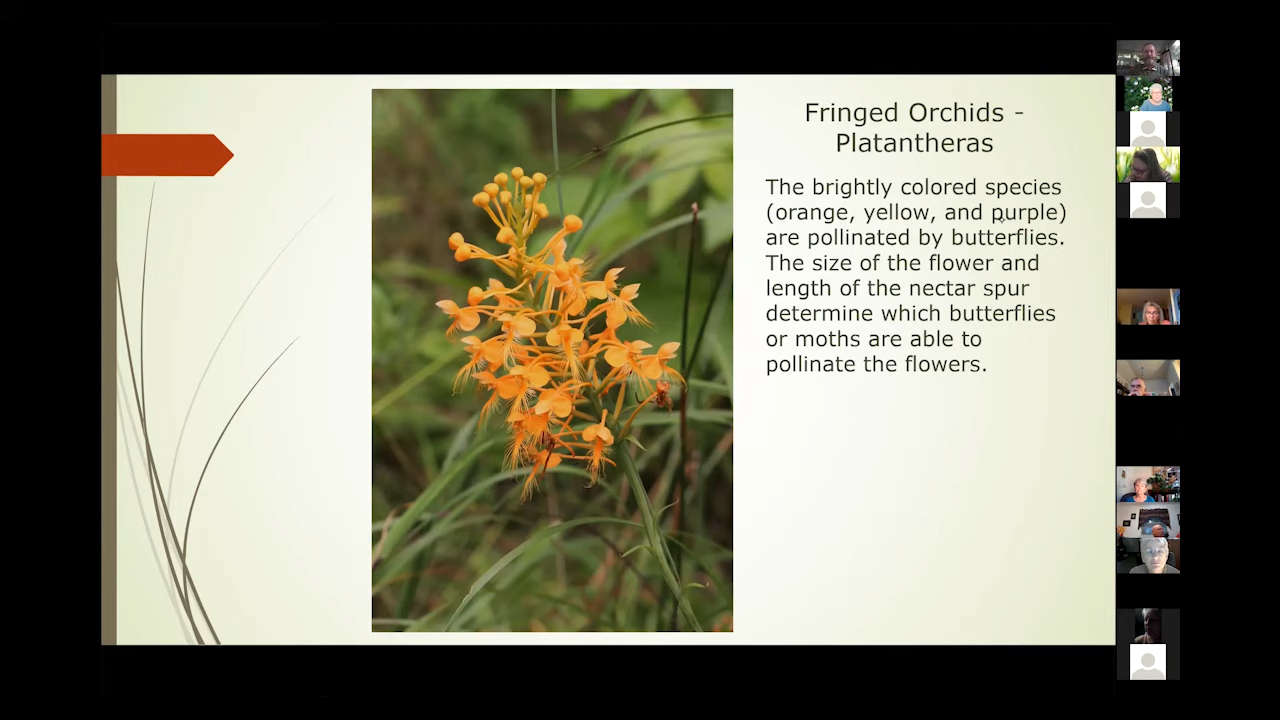 Fringed Orchids -
Platantheras
The brightly colored species
(orange, yellow, and purple)
are pollinated by butterflies.
The size of the flower and
length of the nectar spur
determine which butterflies
or moths are able to
pollinate the flowers.